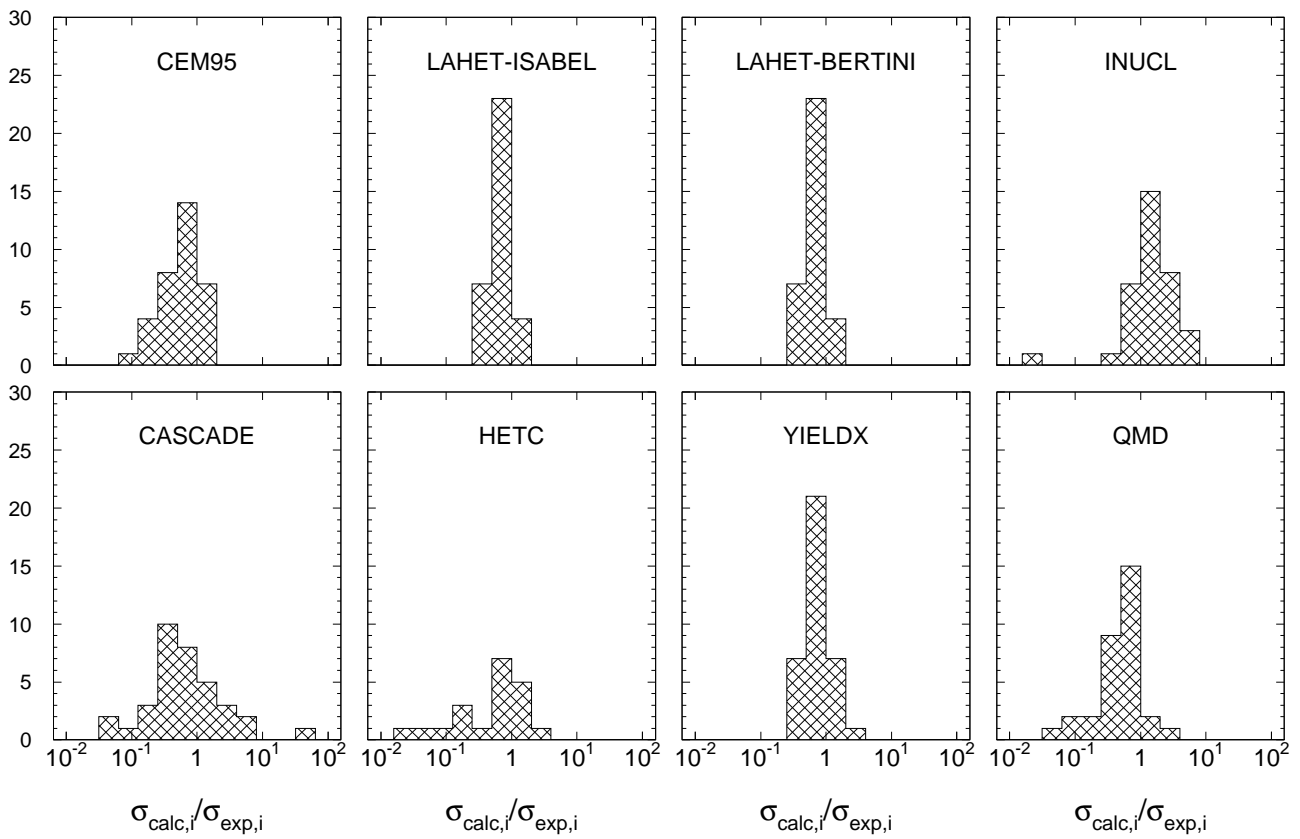 30
25
20
15
10
5
0
CEM95
LAHET-ISABEL
LAHET-BERTINI
INUCL
30
25
20
15
10
5
0
CASCADE
HETC
YIELDX
QMD
10⁻² 10⁻¹ 1 10¹ 10²
10⁻² 10⁻¹ 1 10¹ 10²
10⁻² 10⁻¹ 1 10¹ 10²
10⁻² 10⁻¹ 1 10¹ 10²
σcalc,i/σexp,i
σcalc,i/σexp,i
σcalc,i/σexp,i
σcalc,i/σexp,i